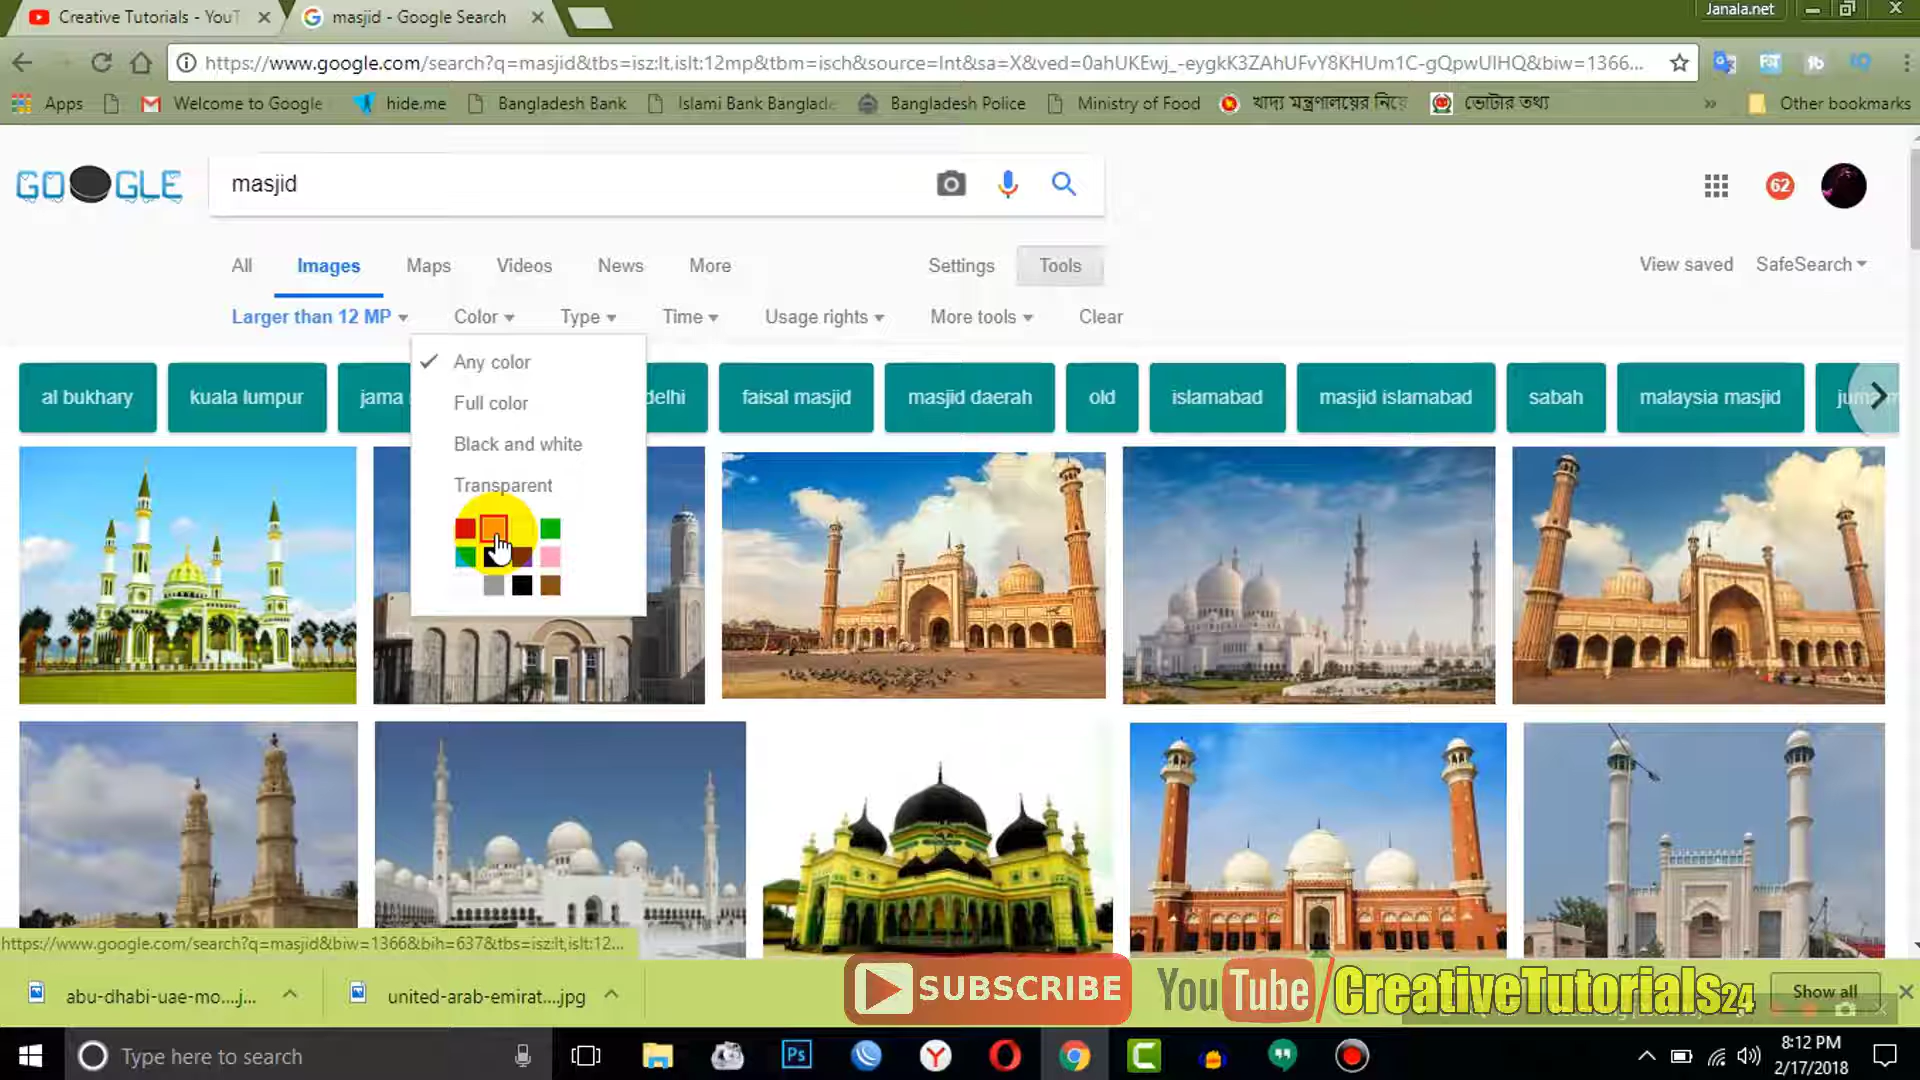 Creative Tutorials - YouT
masjid - Google Search
Janala.net
https://www.google.com/search?q=masjid&tbs=isz:lt,islt:12mp&tbm=isch&source=lnt&sa=X&ved=0ahUKEwj_-eygkK3ZAhUFvY8KHUm1C-gQpwUIHQ&biw=1366...
Apps
Welcome to Google
hide.me
Bangladesh Bank
Islami Bank Banglade
Bangladesh Police
Ministry of Food
খাদ্য মন্ত্রণালয়ের নিয়ে
ভোটার তথ্য
»
Other bookmarks
GOOGLE
masjid
62
All
Images
Maps
Videos
News
More
Settings
Tools
View saved
SafeSearch
Larger than 12 MP
Color
Type
Time
Usage rights
More tools
Clear
Any color
Full color
Black and white
Transparent
al bukhary
kuala lumpur
jama
delhi
faisal masjid
masjid daerah
old
islamabad
masjid islamabad
sabah
malaysia masjid
https://www.google.com/search?q=masjid&biw=1366&bih=637&tbs=isz:lt,islt:12...
abu-dhabi-uae-mo....j...
united-arab-emirat....jpg
SUBSCRIBE
YouTube/CreativeTutorials24
Show all
Type here to search
Ps
8:12 PM
2/17/2018